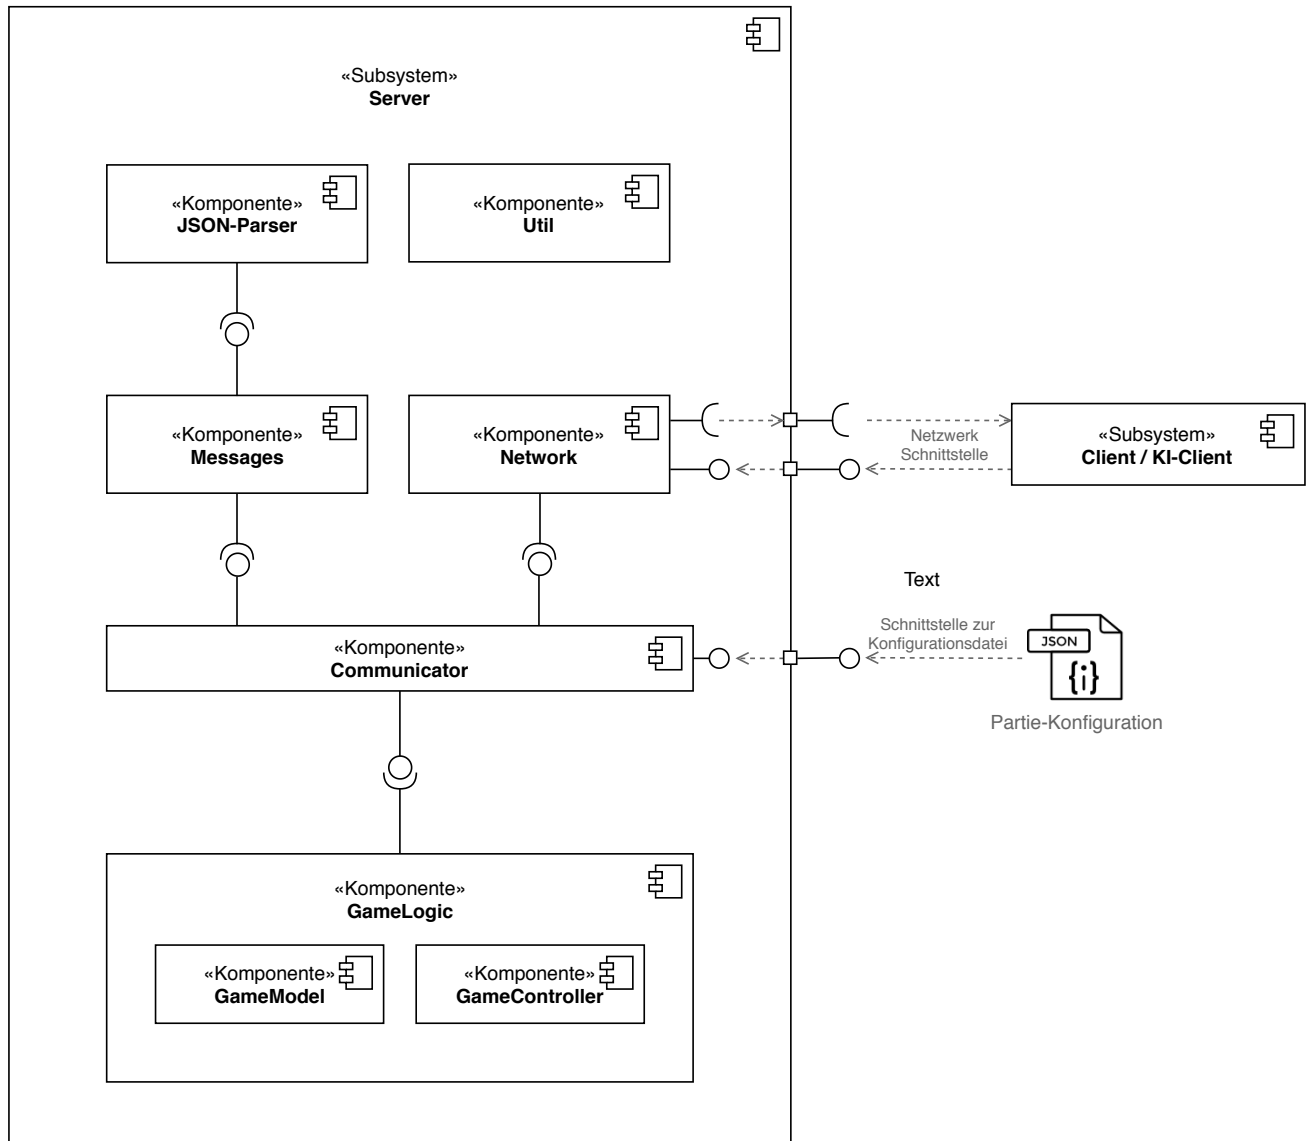 «Subsystem»
Server
«Komponente»
JSON-Parser
«Komponente»
Util
«Komponente»
Messages
«Komponente»
Network
Netzwerk
Schnittstelle
«Subsystem»
Client / KI-Client
Text
«Komponente»
Communicator
Schnittstelle zur
Konfigurationsdatei
JSON
{i}
Partie-Konfiguration
«Komponente»
GameLogic
«Komponente»
GameModel
«Komponente»
GameController